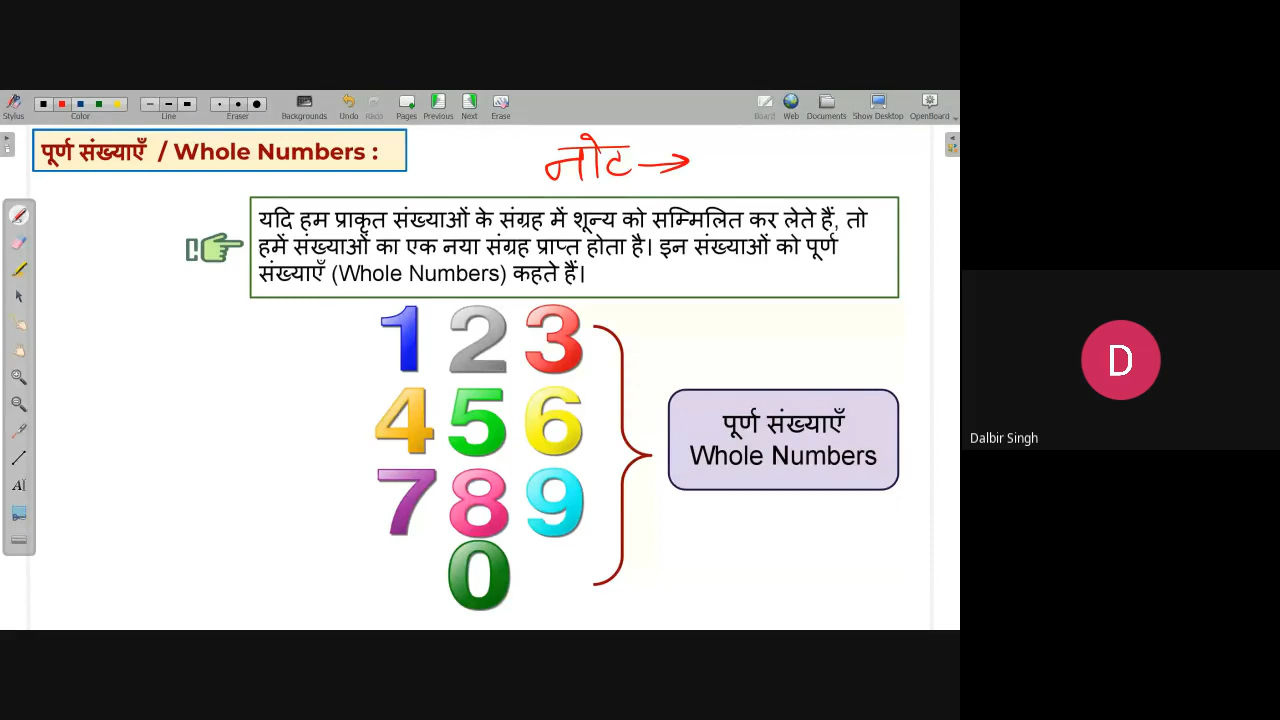 Stylus
Color
Line
Eraser
Backgrounds
Undo
Redo
Pages
Previous
Next
Erase
Board
Web
Documents
Show Desktop
OpenBoard
पूर्ण संख्याएँ / Whole Numbers :
नोट →
यदि हम प्राकृत संख्याओं के संग्रह में शून्य को सम्मिलित कर लेते हैं, तो
हमें संख्याओं का एक नया संग्रह प्राप्त होता है। इन संख्याओं को पूर्ण
संख्याएँ (Whole Numbers) कहते हैं।
1 2 3
4 5 6
7 8 9
0
पूर्ण संख्याएँ
Whole Numbers
D
Dalbir Singh